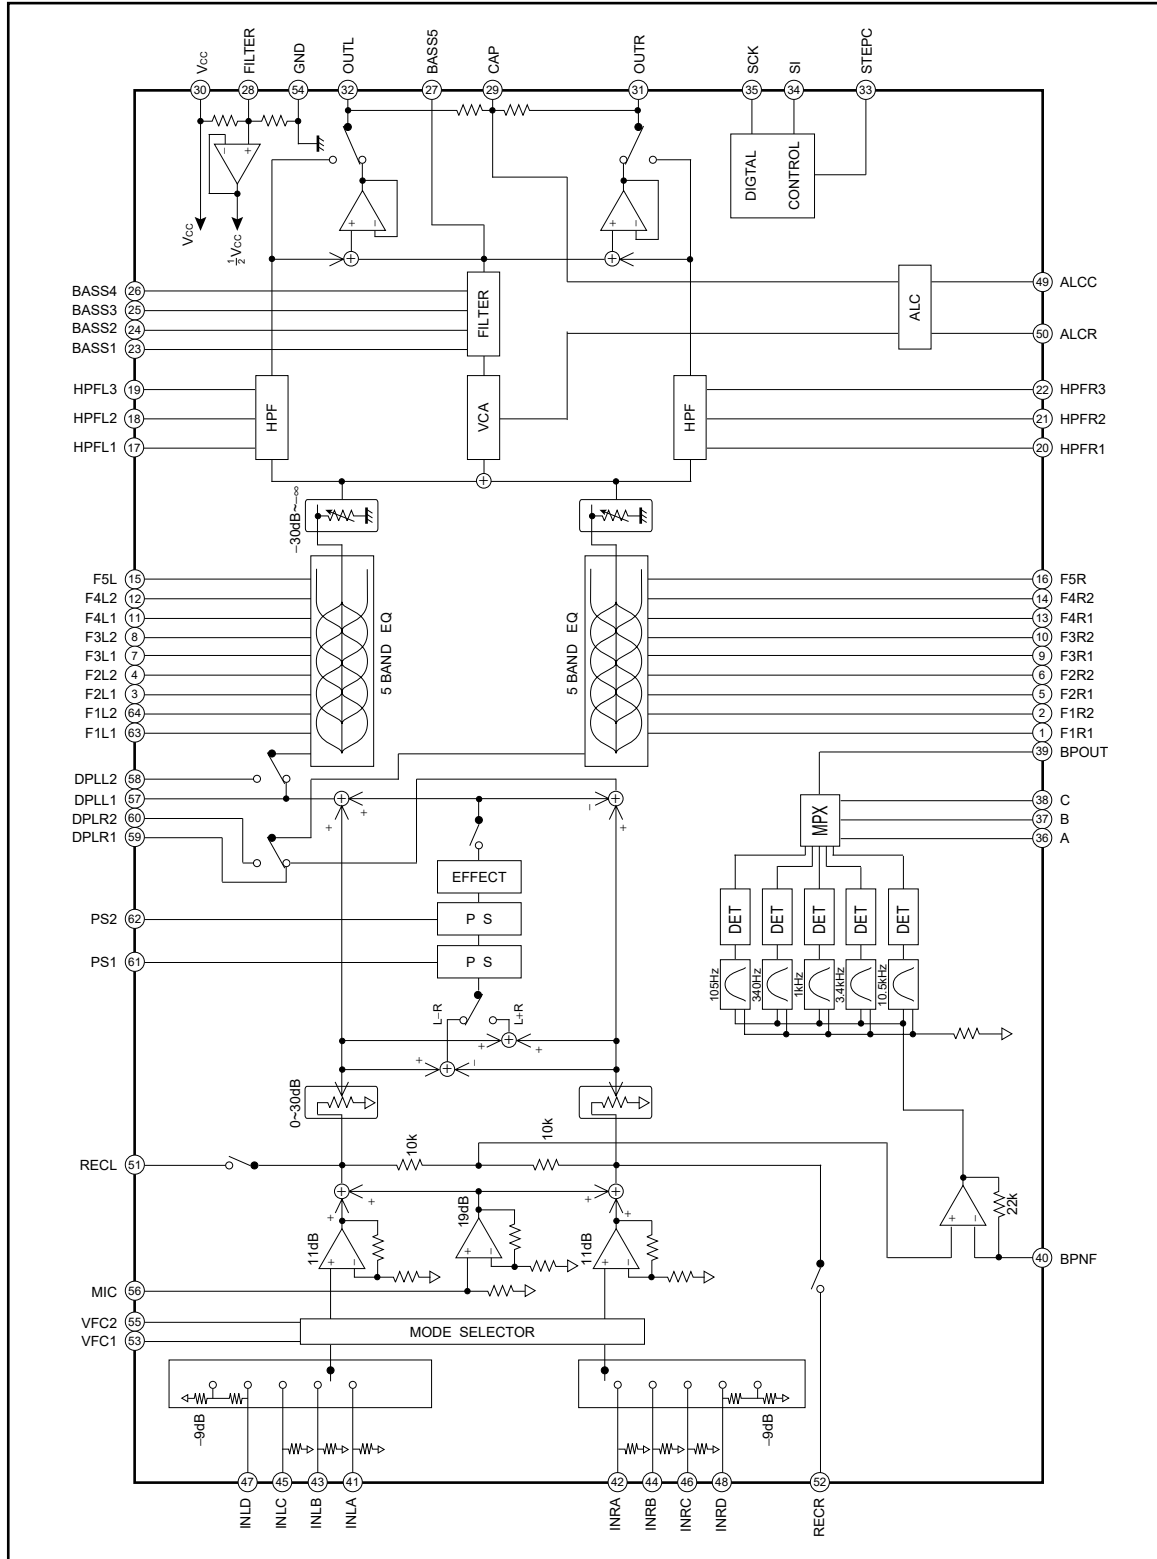 VCC
FILTER
GND
OUTL
BASS5
CAP
OUTR
SCK
SI
STEPC
30
28
54
32
27
29
31
35
34
33
DIGTAL
CONTROL
+
−
VCC
½VCC
+
−
+
−
+
+
BASS4 26
BASS3 25
BASS2 24
BASS1 23
FILTER
ALC
49 ALCC
50 ALCR
HPFL3 19
HPFL2 18
HPFL1 17
HPF
VCA
HPF
22 HPFR3
21 HPFR2
20 HPFR1
+
−30dB~−∞
F5L 15
F4L2 12
F4L1 11
F3L2 8
F3L1 7
F2L2 4
F2L1 3
F1L2 64
F1L1 63
5 BAND EQ
5 BAND EQ
16 F5R
14 F4R2
13 F4R1
10 F3R2
9 F3R1
6 F2R2
5 F2R1
2 F1R2
1 F1R1
39 BPOUT
DPLL2 58
DPLL1 57
DPLR2 60
DPLR1 59
+
+
+
+
−
+
MPX
38 C
37 B
36 A
EFFECT
P S
P S
PS2 62
PS1 61
DET
DET
DET
DET
DET
105Hz
340Hz
1kHz
3.4kHz
10.5kHz
L−R
L+R
+
+
+
+
+
−
0~30dB
10k
10k
RECL 51
+
+
+
+
+
+
11dB
19dB
11dB
+
−
+
−
+
−
+
−
22k
40 BPNF
MIC 56
VFC2 55
VFC1 53
MODE SELECTOR
−9dB
−9dB
47
45
43
41
42
44
46
48
52
INLD
INLC
INLB
INLA
INRA
INRB
INRC
INRD
RECR